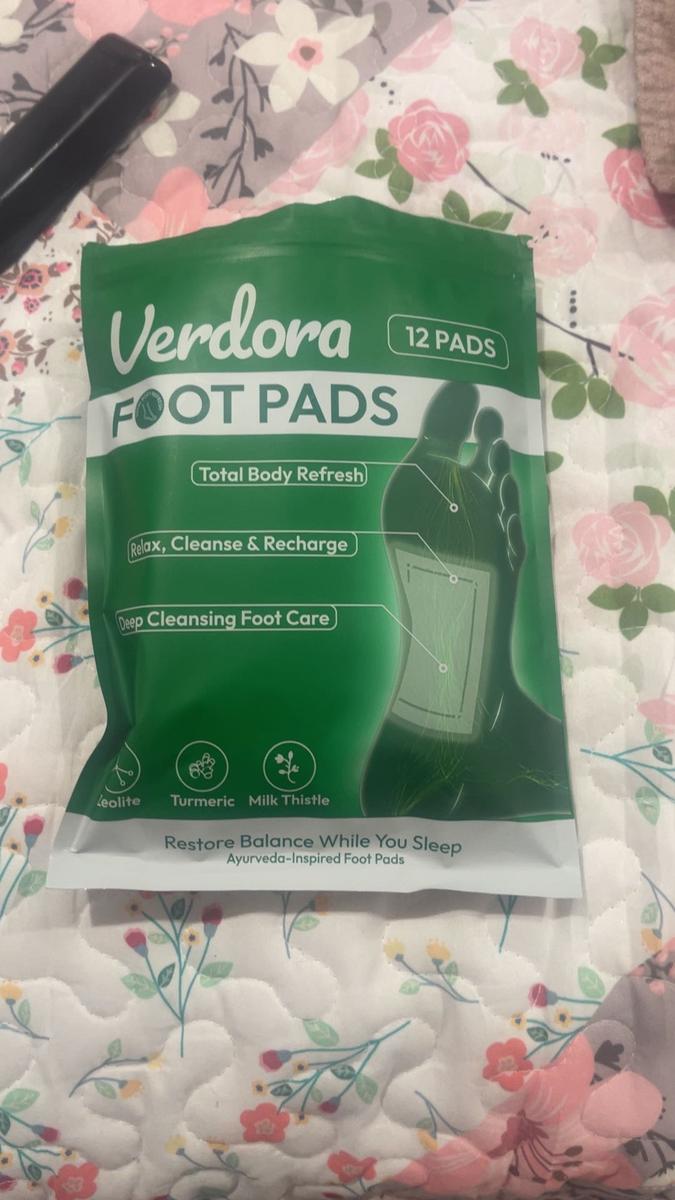 Verdora
12 PADS
FOOT PADS
Total Body Refresh
Relax, Cleanse & Recharge
Deep Cleansing Foot Care
Zeolite
Turmeric
Milk Thistle
Restore Balance While You Sleep
Ayurveda-Inspired Foot Pads